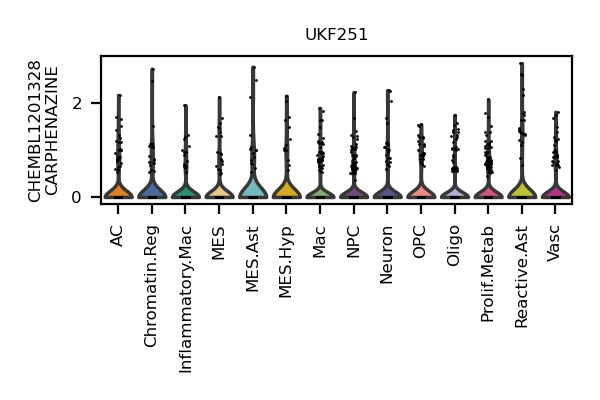 UKF251
CHEMBL1201328
CARPHENAZINE
2
0
AC
Chromatin.Reg
Inflammatory.Mac
MES
MES.Ast
MES.Hyp
Mac
NPC
Neuron
OPC
Oligo
Prolif.Metab
Reactive.Ast
Vasc